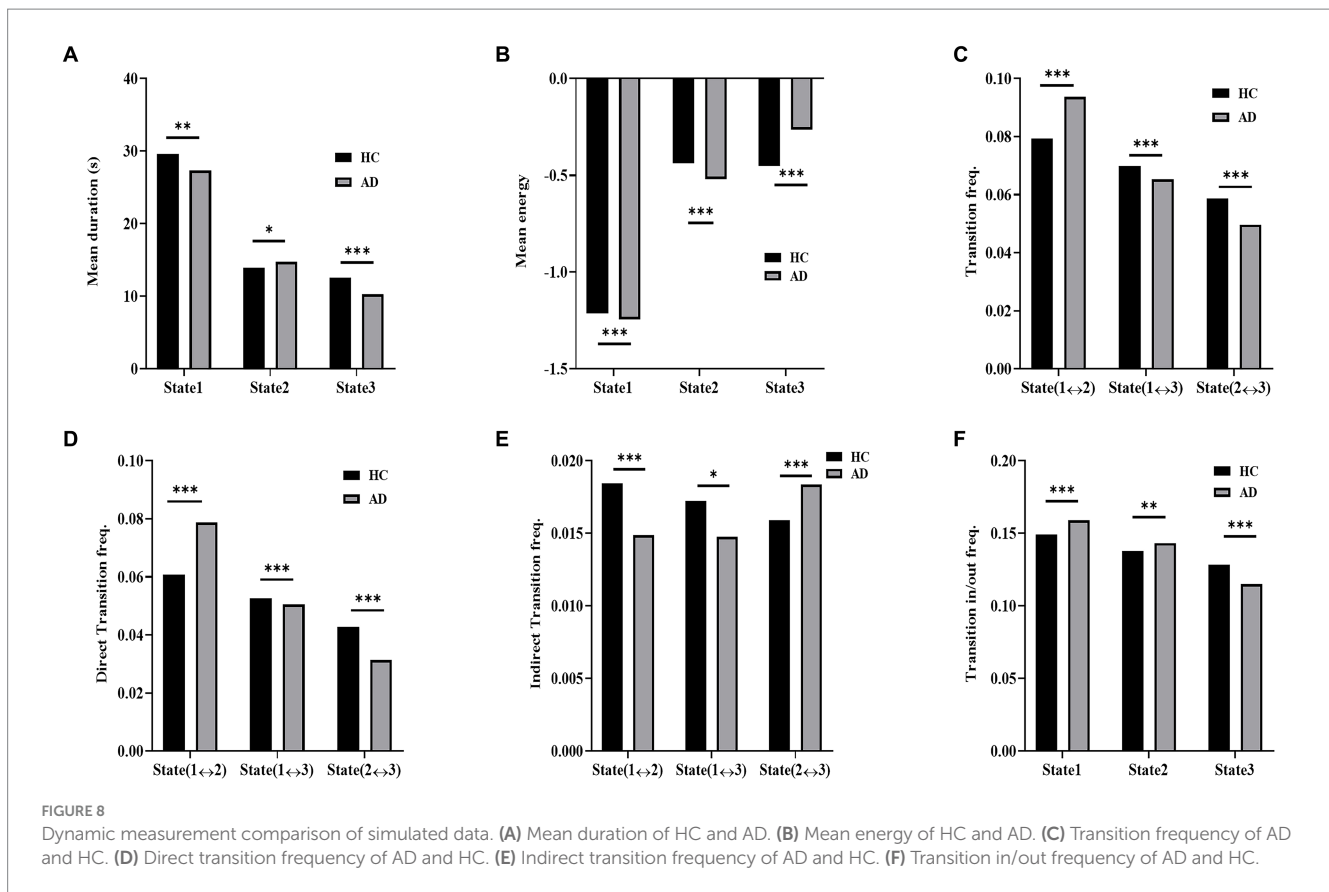 A
Mean duration (s)
40
30
20
10
0
**
*
***
HC
AD
State1 State2 State3
B
Mean energy
0.0
-0.5
-1.0
-1.5
***
***
***
HC
AD
State1 State2 State3
C
Transition freq.
0.10
0.08
0.06
0.04
0.02
0.00
***
***
***
HC
AD
State(1↔2) State(1↔3) State(2↔3)
D
Direct Transition freq.
0.10
0.08
0.06
0.04
0.02
0.00
***
***
***
HC
AD
State(1↔2) State(1↔3) State(2↔3)
E
Indirect Transition freq.
0.020
0.015
0.010
0.005
0.000
***
*
***
HC
AD
State(1↔2) State(1↔3) State(2↔3)
F
Transition in/out freq.
0.20
0.15
0.10
0.05
0.00
***
**
***
HC
AD
State1 State2 State3
FIGURE 8
Dynamic measurement comparison of simulated data. (A) Mean duration of HC and AD. (B) Mean energy of HC and AD. (C) Transition frequency of AD
and HC. (D) Direct transition frequency of AD and HC. (E) Indirect transition frequency of AD and HC. (F) Transition in/out frequency of AD and HC.